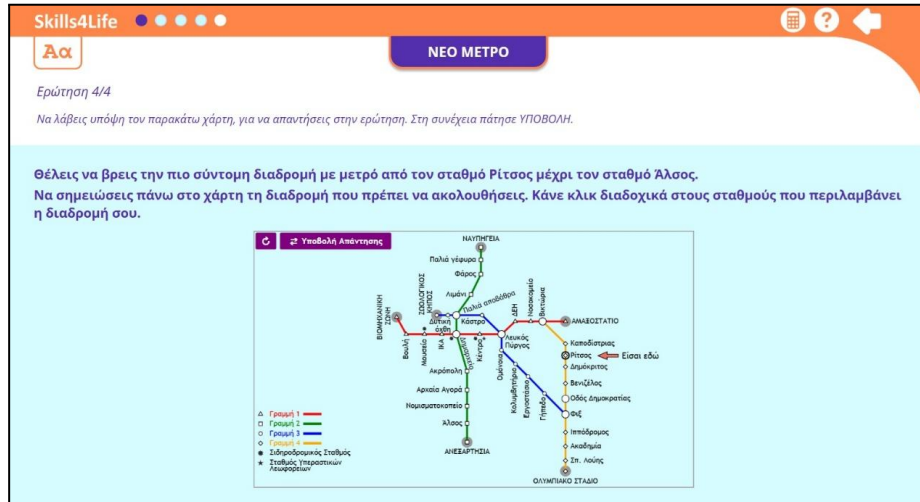 Skills4Life
Αα
ΝΕΟ ΜΕΤΡΟ
Ερώτηση 4/4
Να λάβεις υπόψη τον παρακάτω χάρτη, για να απαντήσεις στην ερώτηση. Στη συνέχεια πάτησε ΥΠΟΒΟΛΗ.
Θέλεις να βρεις την πιο σύντομη διαδρομή με μετρό από τον σταθμό Ρίτσος μέχρι τον σταθμό Άλσος.
Να σημειώσεις πάνω στο χάρτη τη διαδρομή που πρέπει να ακολουθήσεις. Κάνε κλικ διαδοχικά στους σταθμούς που περιλαμβάνει
η διαδρομή σου.
Υποβολή Απάντησης
ΝΑΥΠΗΓΕΙΑ
Παλιά γέφυρα
Φάρος
Λιμάνι
Παλιά αποβάθρα
ΖΩΟΛΟΓΙΚΟΣ
ΚΗΠΟΣ
ΒΙΟΜΗΧΑΝΙΚΗ
ΖΩΝΗ
Δυτική
όχθη
Κάστρο
ΔΕΗ
Νοσοκομείο
Βικτώρια
ΑΜΑΞΟΣΤΑΤΙΟ
Βουλή
Μουσείο
ΙΚΑ
Δημαρχείο
Κέντρο
Λευκός
Πύργος
Καποδίστριας
Ρίτσος
Είσαι εδώ
Δημόκριτος
Βενιζέλος
Οδός Δημοκρατίας
Φιξ
Ιππόδρομος
Ακαδημία
Σπ. Λούης
ΟΛΥΜΠΙΑΚΟ ΣΤΑΔΙΟ
Ομόνοια
Κολυμβητήριο
Εργοστάσιο
Γήπεδο
Ακρόπολη
Αρχαία Αγορά
Νομισματοκοπείο
Άλσος
ΑΝΕΞΑΡΤΗΣΙΑ
Γραμμή 1
Γραμμή 2
Γραμμή 3
Γραμμή 4
Σιδηροδρομικός Σταθμός
Σταθμός Υπεραστικών
Λεωφορείων